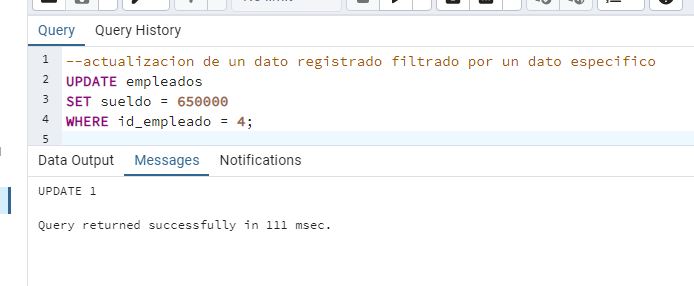 Query Query History
1 --actualizacion de un dato registrado filtrado por un dato especifico
2 UPDATE empleados
3 SET sueldo = 650000
4 WHERE id_empleado = 4;
5
Data Output Messages Notifications
UPDATE 1
Query returned successfully in 111 msec.